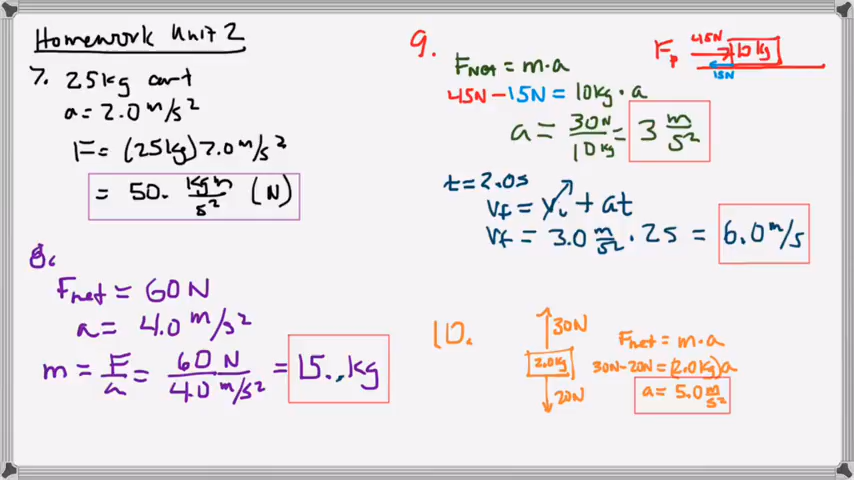 Homework Unit 2
7. 25kg cart
a = 2.0 m/s²
F = (25kg) 2.0 m/s²
= 50. kgm/s² (N)
8.
Fnet = 60 N
a = 4.0 m/s²
m = F/a = 60 N / 4.0 m/s² = 15. kg
9.
Fp 45N 10 kg
15N
FNet = m·a
45N - 15N = 10kg · a
a = 30N/10kg = 3 m/s²
t = 2.0s
Vf = Vi + at
Vf = 3.0 m/s² · 2s = 6.0 m/s
10.
30N
2.0kg
20N
Fnet = m·a
30N-20N = (2.0kg)a
a = 5.0 m/s²